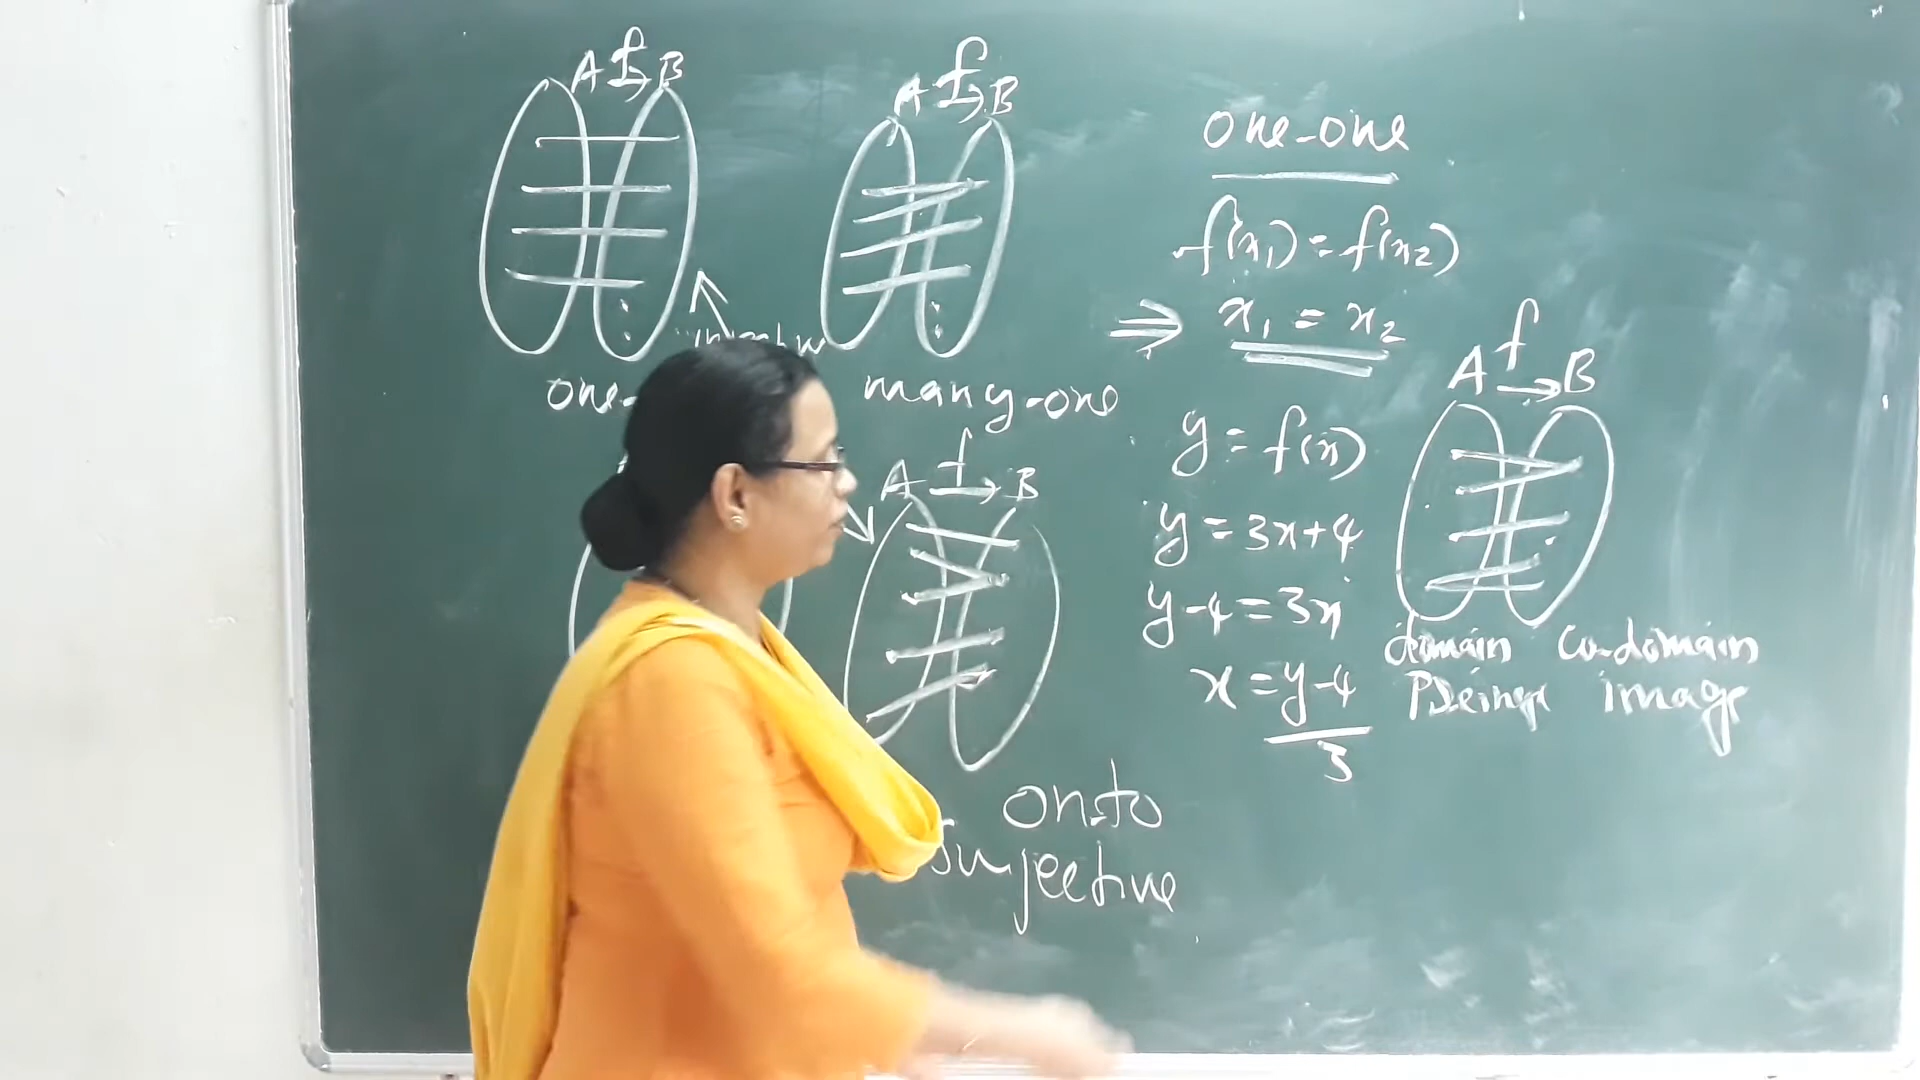 A f→ B
A f→ B
one-
many-one
A f→ B
onto
one-one
f(x₁) = f(x₂)
⇒ x₁ = x₂
y = f(x)
y = 3x+4
y-4 = 3x
x = y-4
3
A f→ B
domain co-domain
image